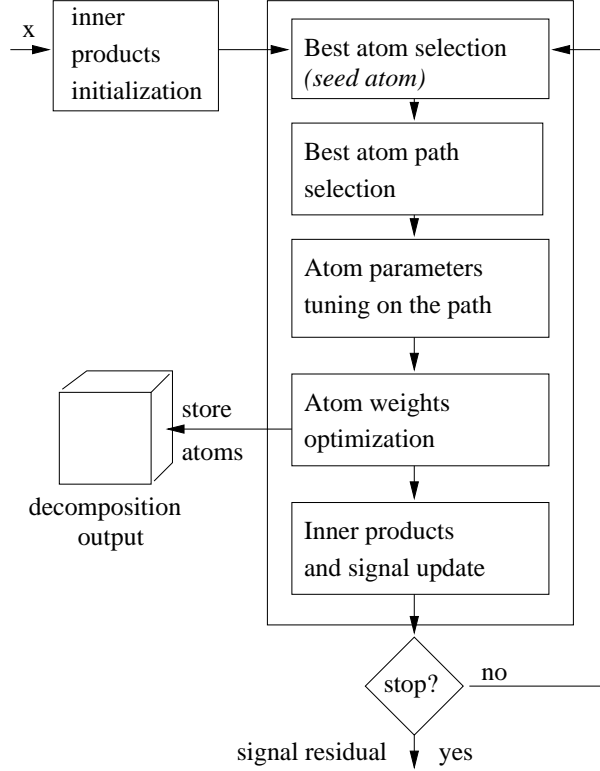 x
inner
products
initialization
Best atom selection
(seed atom)
Best atom path
selection
Atom parameters
tuning on the path
Atom weights
optimization
store
atoms
decomposition
output
Inner products
and signal update
stop?
no
signal residual
yes